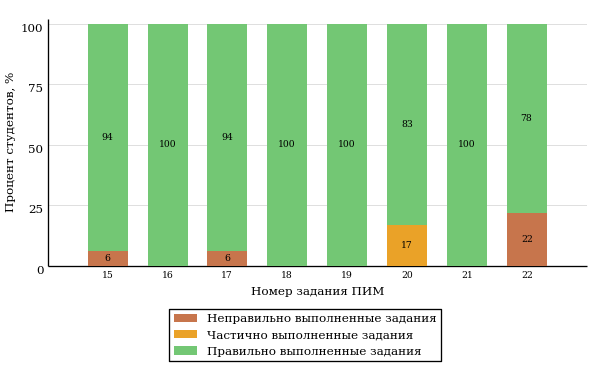 100
75
50
25
0
Процент студентов, %
94 100 94 100 100 83 100 78
6 6 17 22
15 16 17 18 19 20 21 22
Номер задания ПИМ
Неправильно выполненные задания
Частично выполненные задания
Правильно выполненные задания